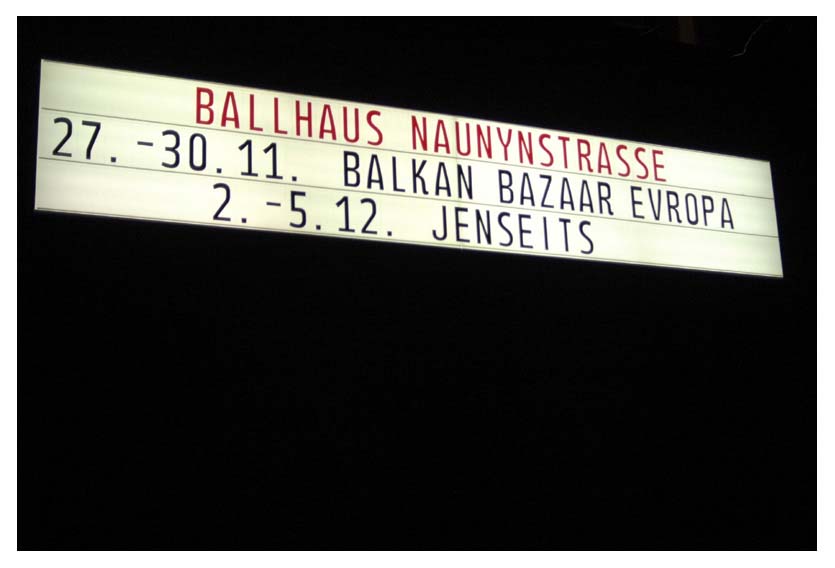 BALLHAUS NAUNYNSTRASSE
27.-30.11. BALKAN BAZAAR EVROPA
2.-5.12. JENSEITS